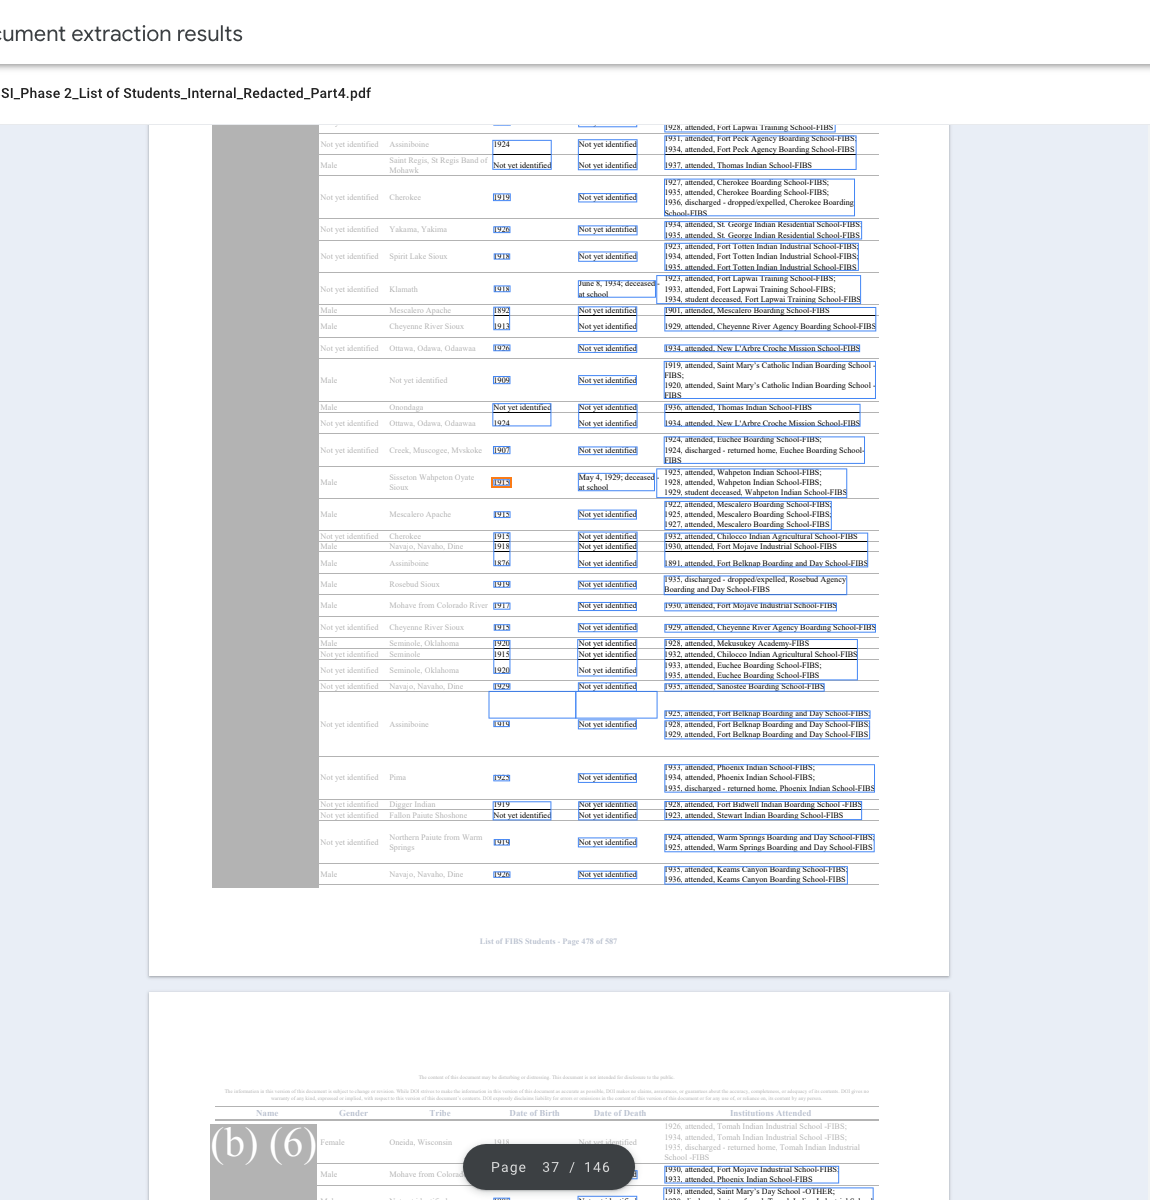 cument extraction results
SI_Phase 2_List of Students_Internal_Redacted_Part4.pdf
1928, attended, Fort Lapwai Training School-FIBS
Not yet identified Assiniboine 1924 Not yet identified 1931, attended, Fort Peck Agency Boarding School-FIBS;
1934, attended, Fort Peck Agency Boarding School-FIBS
Male Saint Regis, St Regis Band of Mohawk Not yet identified Not yet identified 1937, attended, Thomas Indian School-FIBS
Not yet identified Cherokee 1919 Not yet identified 1927, attended, Cherokee Boarding School-FIBS;
1935, attended, Cherokee Boarding School-FIBS;
1936, discharged - dropped/expelled, Cherokee Boarding
School-FIBS
Not yet identified Yakama, Yakima 1926 Not yet identified 1934, attended, St. George Indian Residential School-FIBS;
1935, attended, St. George Indian Residential School-FIBS
Not yet identified Spirit Lake Sioux 1918 Not yet identified 1923, attended, Fort Totten Indian Industrial School-FIBS;
1934, attended, Fort Totten Indian Industrial School-FIBS;
1935, attended, Fort Totten Indian Industrial School-FIBS
Not yet identified Klamath 1918 June 8, 1934; deceased - at school 1923, attended, Fort Lapwai Training School-FIBS;
1933, attended, Fort Lapwai Training School-FIBS;
1934, student deceased, Fort Lapwai Training School-FIBS
Male Mescalero Apache 1892 Not yet identified 1901, attended, Mescalero Boarding School-FIBS
Male Cheyenne River Sioux 1913 Not yet identified 1929, attended, Cheyenne River Agency Boarding School-FIBS
Not yet identified Ottawa, Odawa, Odaawaa 1926 Not yet identified 1934, attended, New L'Arbre Croche Mission School-FIBS
Male Not yet identified 1909 Not yet identified 1919, attended, Saint Mary's Catholic Indian Boarding School -
FIBS;
1920, attended, Saint Mary's Catholic Indian Boarding School -
FIBS
Male Onondaga Not yet identified Not yet identified 1936, attended, Thomas Indian School-FIBS
Not yet identified Ottawa, Odawa, Odaawaa 1924 Not yet identified 1934, attended, New L'Arbre Croche Mission School-FIBS
Not yet identified Creek, Muscogee, Mvskoke 1907 Not yet identified 1924, attended, Euchee Boarding School-FIBS;
1924, discharged - returned home, Euchee Boarding School-
FIBS
Male Sisseton Wahpeton Oyate Sioux 1915 May 4, 1929; deceased - at school 1925, attended, Wahpeton Indian School-FIBS;
1928, attended, Wahpeton Indian School-FIBS;
1929, student deceased, Wahpeton Indian School-FIBS
Male Mescalero Apache 1915 Not yet identified 1922, attended, Mescalero Boarding School-FIBS;
1925, attended, Mescalero Boarding School-FIBS;
1927, attended, Mescalero Boarding School-FIBS
Not yet identified Cherokee 1915 Not yet identified 1932, attended, Chilocco Indian Agricultural School-FIBS
Male Navajo, Navaho, Dine 1918 Not yet identified 1930, attended, Fort Mojave Industrial School-FIBS
Male Assiniboine 1876 Not yet identified 1891, attended, Fort Belknap Boarding and Day School-FIBS
Male Rosebud Sioux 1919 Not yet identified 1935, discharged - dropped/expelled, Rosebud Agency
Boarding and Day School-FIBS
Male Mohave from Colorado River 1917 Not yet identified 1930, attended, Fort Mojave Industrial School-FIBS
Not yet identified Cheyenne River Sioux 1915 Not yet identified 1929, attended, Cheyenne River Agency Boarding School-FIBS
Male Seminole, Oklahoma 1920 Not yet identified 1928, attended, Mekusukey Academy-FIBS
Not yet identified Seminole 1915 Not yet identified 1932, attended, Chilocco Indian Agricultural School-FIBS
Not yet identified Seminole, Oklahoma 1920 Not yet identified 1933, attended, Euchee Boarding School-FIBS;
1935, attended, Euchee Boarding School-FIBS
Not yet identified Navajo, Navaho, Dine 1929 Not yet identified 1935, attended, Sanostee Boarding School-FIBS
Not yet identified Assiniboine 1919 Not yet identified 1925, attended, Fort Belknap Boarding and Day School-FIBS;
1928, attended, Fort Belknap Boarding and Day School-FIBS;
1929, attended, Fort Belknap Boarding and Day School-FIBS
Not yet identified Pima 1925 Not yet identified 1933, attended, Phoenix Indian School-FIBS;
1934, attended, Phoenix Indian School-FIBS;
1935, discharged - returned home, Phoenix Indian School-FIBS
Not yet identified Digger Indian 1919 Not yet identified 1928, attended, Fort Bidwell Indian Boarding School -FIBS
Not yet identified Fallon Paiute Shoshone Not yet identified Not yet identified 1923, attended, Stewart Indian Boarding School-FIBS
Not yet identified Northern Paiute from Warm Springs 1919 Not yet identified 1924, attended, Warm Springs Boarding and Day School-FIBS;
1925, attended, Warm Springs Boarding and Day School-FIBS
Male Navajo, Navaho, Dine 1926 Not yet identified 1935, attended, Keams Canyon Boarding School-FIBS;
1936, attended, Keams Canyon Boarding School-FIBS
List of FIBS Students - Page 478 of 587
The content of this document may be disturbing or distressing. This document is not intended for disclosure to the public.
Name Gender Tribe Date of Birth Date of Death Institutions Attended
(b) (6) Female Oneida, Wisconsin 1918 Not yet identified 1926, attended, Tomah Indian Industrial School -FIBS;
1934, attended, Tomah Indian Industrial School -FIBS;
1935, discharged - returned home, Tomah Indian Industrial
School -FIBS
Male Mohave from Colorado 1930, attended, Fort Mojave Industrial School-FIBS;
1933, attended, Phoenix Indian School-FIBS
1918, attended, Saint Mary's Day School -OTHER;
Page 37 / 146